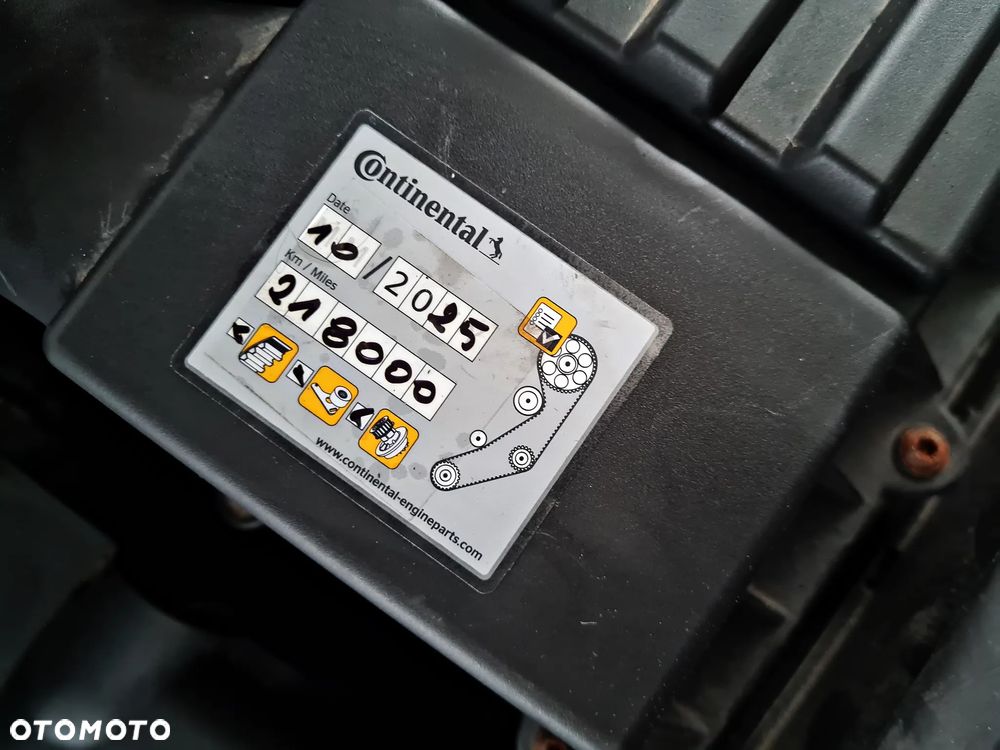 Continental
Date
10 / 2025
Km / Miles
218000
www.continental-engineparts.com
OTOMOTO